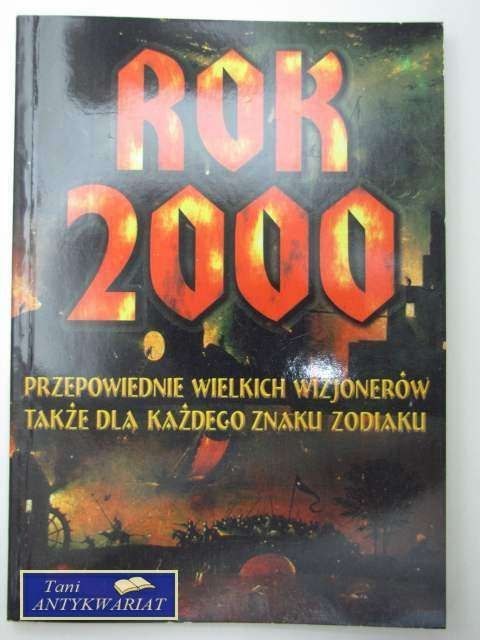 ROK
2000
PRZEPOWIEDNIE WIELKICH WIZJONERÓW
TAKŻE DLA KAŻDEGO ZNAKU ZODIAKU
Tani
ANTYKWARIAT